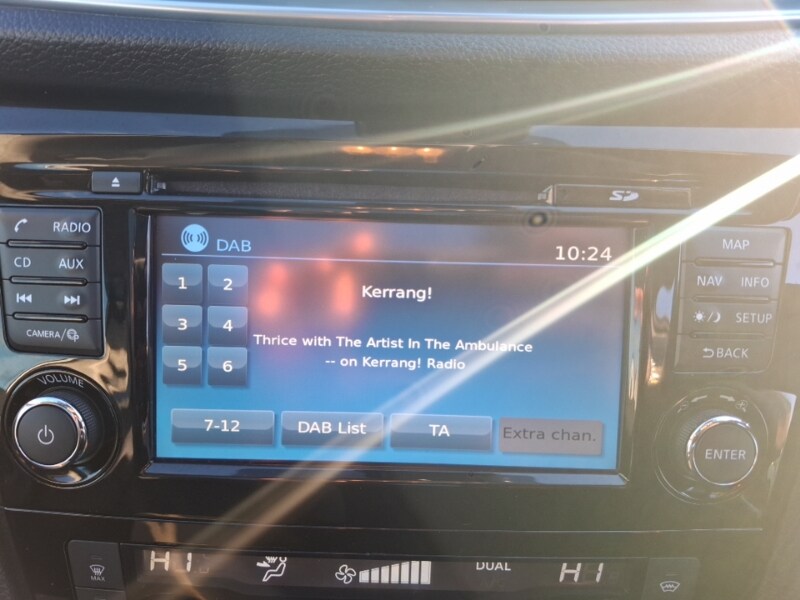 SD
RADIO
CD AUX
CAMERA/
VOLUME
DAB
10:24
1 2
3 4
5 6
Kerrang!
Thrice with The Artist In The Ambulance
-- on Kerrang! Radio
7-12
DAB List
TA
Extra chan.
MAP
NAV INFO
SETUP
BACK
ENTER
MAX
HI
DUAL
HI